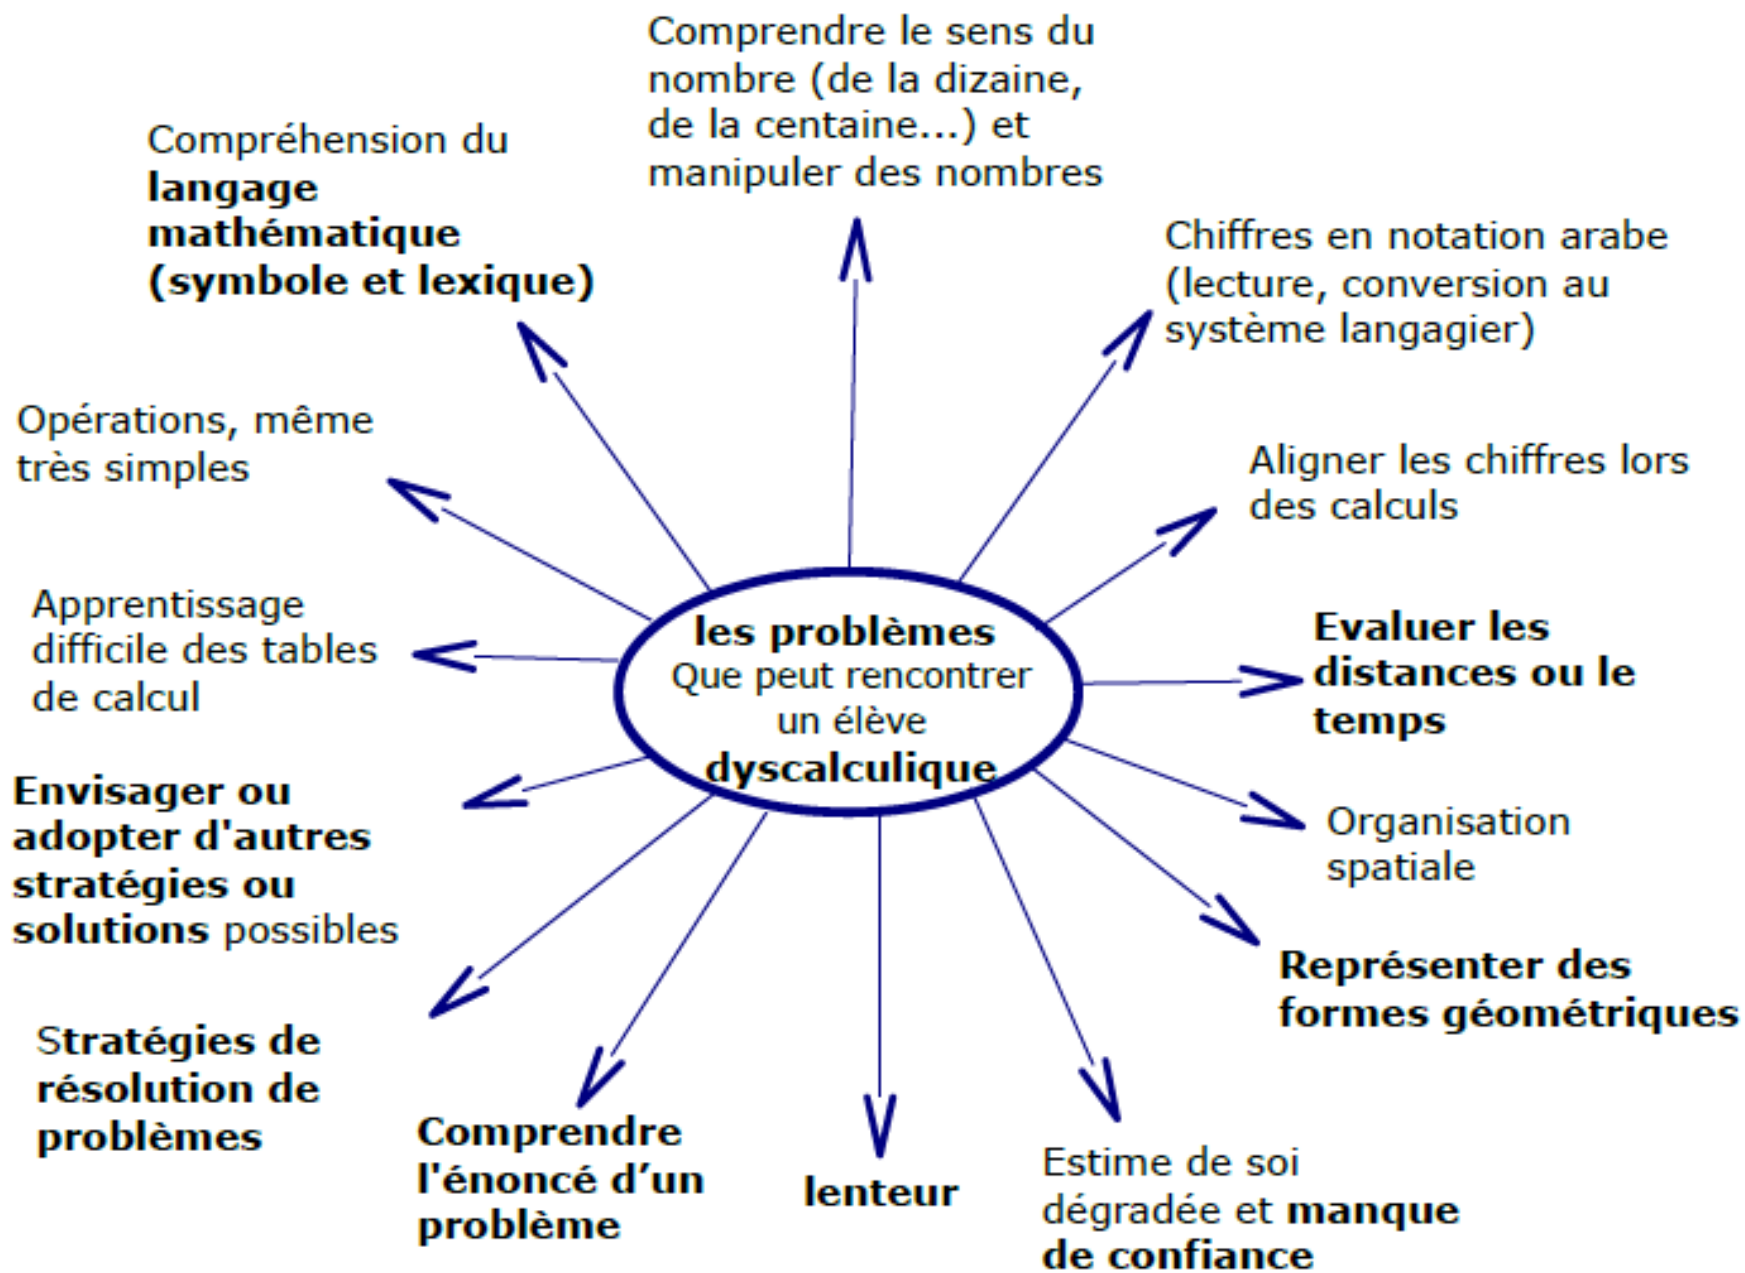 Comprendre le sens du
nombre (de la dizaine,
de la centaine...) et
manipuler des nombres
Compréhension du
langage
mathématique
(symbole et lexique)
Chiffres en notation arabe
(lecture, conversion au
système langagier)
Opérations, même
très simples
Aligner les chiffres lors
des calculs
Apprentissage
difficile des tables
de calcul
les problèmes
Que peut rencontrer
un élève
dyscalculique
Evaluer les
distances ou le
temps
Envisager ou
adopter d'autres
stratégies ou
solutions possibles
Organisation
spatiale
Représenter des
formes géométriques
Stratégies de
résolution de
problèmes
Comprendre
l'énoncé d’un
problème
lenteur
Estime de soi
dégradée et manque
de confiance